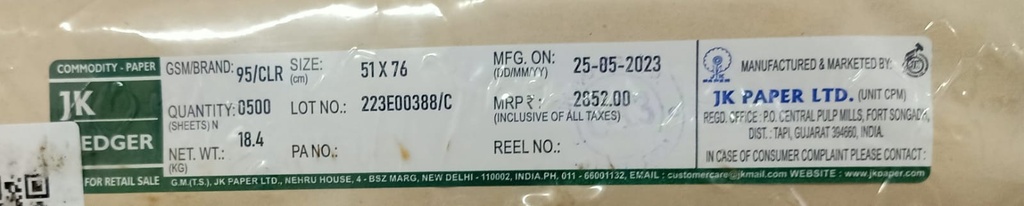 COMMODITY - PAPER
JK
EDGER
FOR RETAIL SALE
GSM/BRAND: 95/CLR SIZE: (cm) 51 X 76
QUANTITY: 0500 (SHEETS) N LOT NO.: 223E00388/C
NET. WT.: (KG) 18.4 PA NO.:
MFG. ON: (DD/MM/YY) 25-05-2023
MRP ₹ : 2852.00
(INCLUSIVE OF ALL TAXES)
REEL NO.:
MANUFACTURED & MARKETED BY:
JK PAPER LTD. (UNIT CPM)
REGD. OFFICE : P.O. CENTRAL PULP MILLS, FORT SONGADH,
DIST. : TAPI, GUJARAT 394660, INDIA.
IN CASE OF CONSUMER COMPLAINT PLEASE CONTACT :
G.M.(T.S.), JK PAPER LTD., NEHRU HOUSE, 4 - BSZ MARG, NEW DELHI - 110002, INDIA.PH, 011 - 66001132, EMAIL : customercare@jkmail.com WEBSITE : www.jkpaper.com